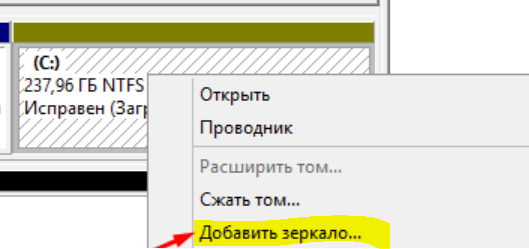 (C:)
237,96 ГБ NTFS
Исправен (Загр
Открыть
Проводник
Расширить том...
Сжать том...
Добавить зеркало...